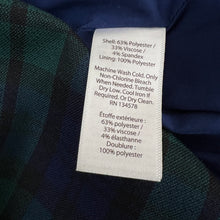 Shell: 63% Polyester /
33% Viscose /
4% Spandex
Lining: 100% Polyester
Machine Wash Cold, Only
Non-Chlorine Bleach
When Needed, Tumble
Dry Low, Cool Iron If
Required, Or Dry Clean.
RN 134578
Étoffe extérieure :
63% polyester /
33% viscose /
4% élasthanne
Doublure :
100% polyester